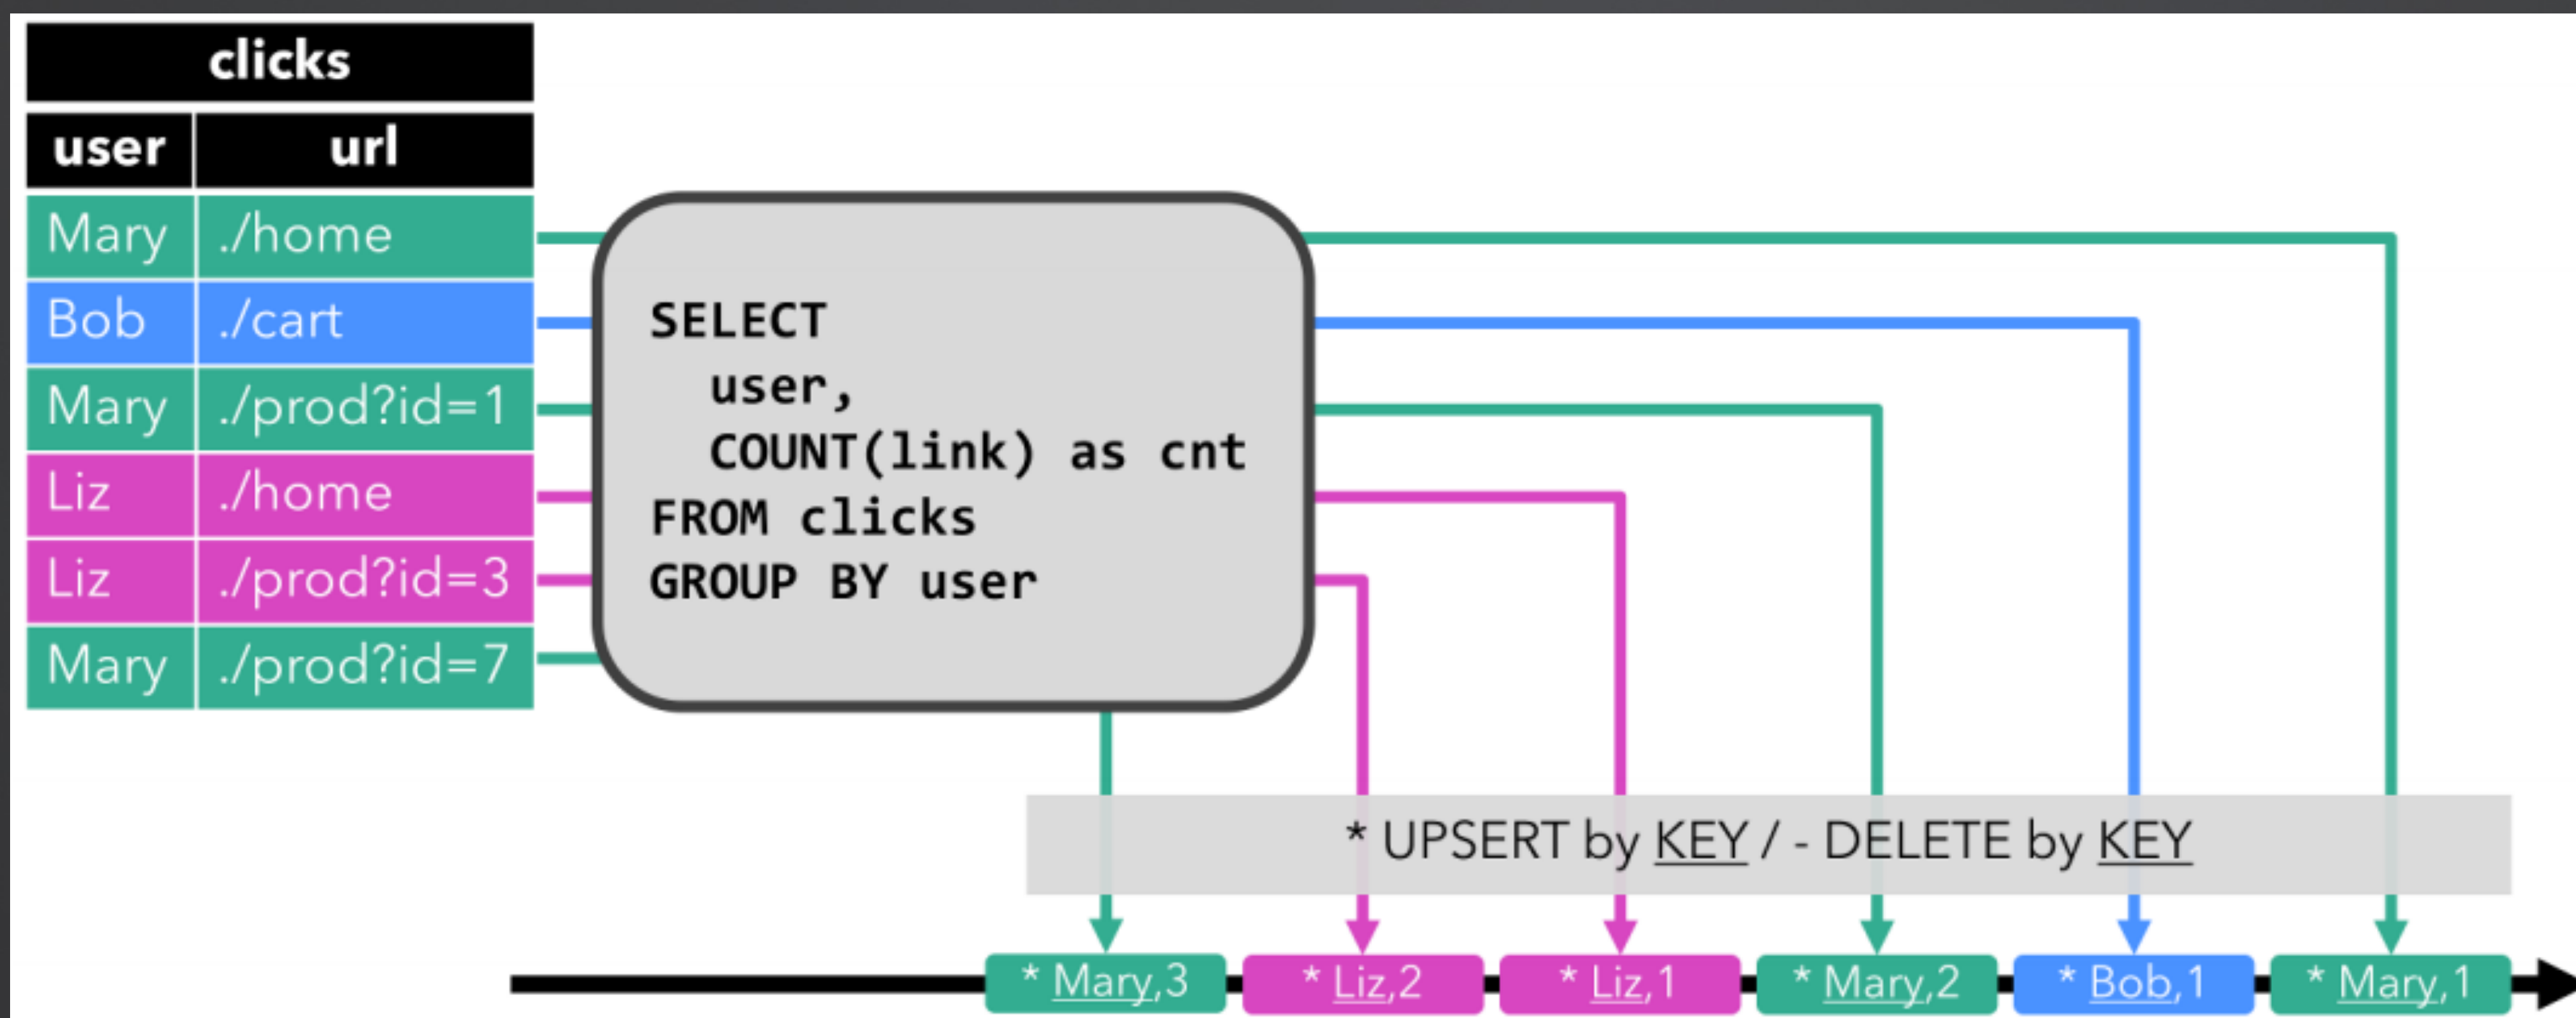 clicks
user url
Mary ./home
Bob ./cart
Mary ./prod?id=1
Liz ./home
Liz ./prod?id=3
Mary ./prod?id=7
SELECT
user,
COUNT(link) as cnt
FROM clicks
GROUP BY user
* UPSERT by KEY / - DELETE by KEY
* Mary,3 * Liz,2 * Liz,1 * Mary,2 * Bob,1 * Mary,1